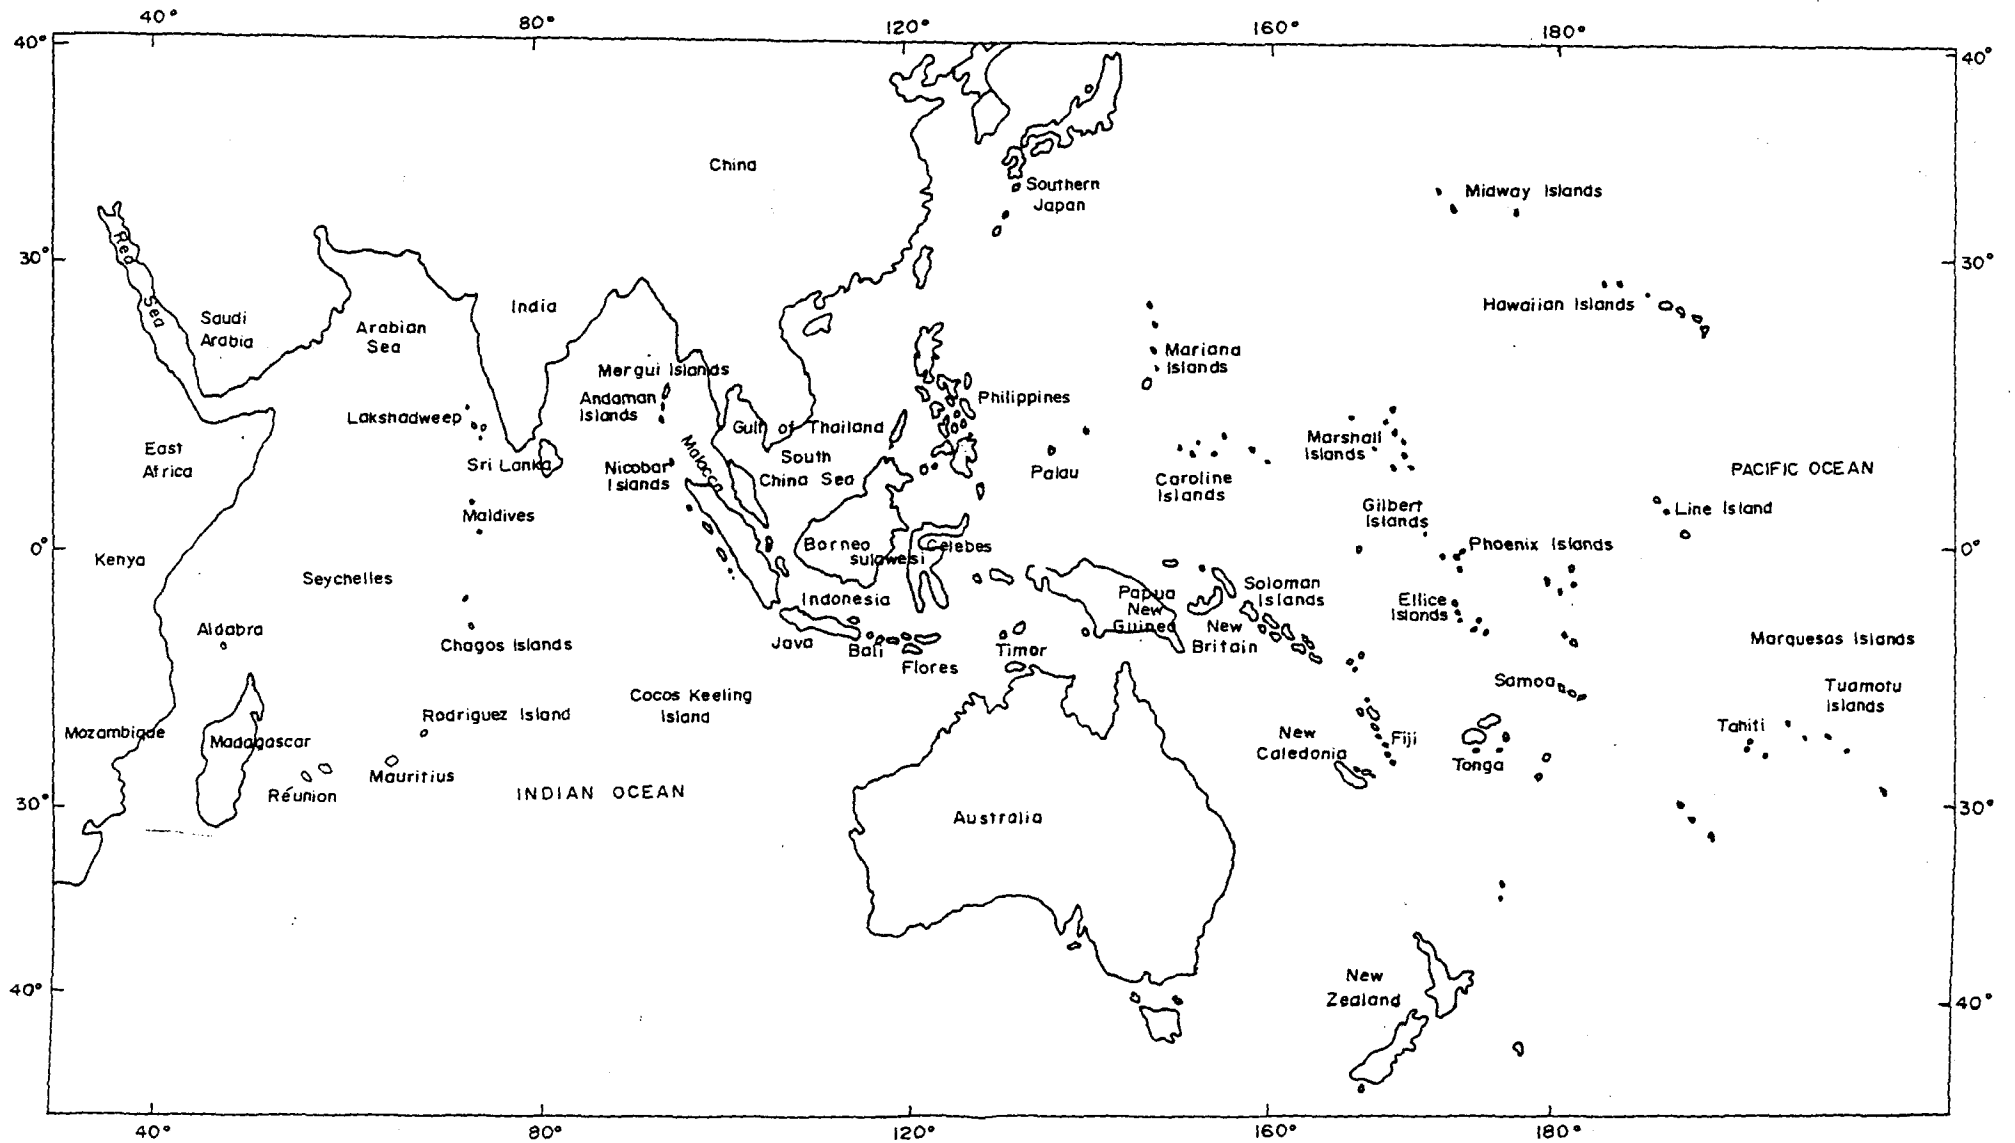 40°
80°
120°
160°
180°
40°
40°
China
Southern
Japan
Midway Islands
30°
30°
Red
Sea
Saudi
Arabia
Arabian
Sea
India
Hawaiian Islands
Mariana
Islands
Mergui Islands
Andaman
Islands
Philippines
Lakshadweep
Gulf of Thailand
East
Africa
Sri Lanka
Nicobar
Islands
Malacca
South
China Sea
Palau
Caroline
Islands
Marshall
Islands
PACIFIC OCEAN
Maldives
Gilbert
Islands
Line Island
0°
0°
Kenya
Borneo
Celebes
sulawesi
Phoenix Islands
Seychelles
Indonesia
Papua
New
Guinea
Soloman
Islands
Ellice
Islands
Aldabra
Chagos Islands
Java
Bali
Flores
Timor
New
Britain
Marquesas Islands
Samoa
Tuamotu
Islands
Cocos Keeling
Island
Rodriguez Island
Mozambique
Madagascar
New
Caledonia
Fiji
Tonga
Tahiti
Mauritius
Réunion
INDIAN OCEAN
30°
30°
Australia
New
Zealand
40°
40°
40°
80°
120°
160°
180°